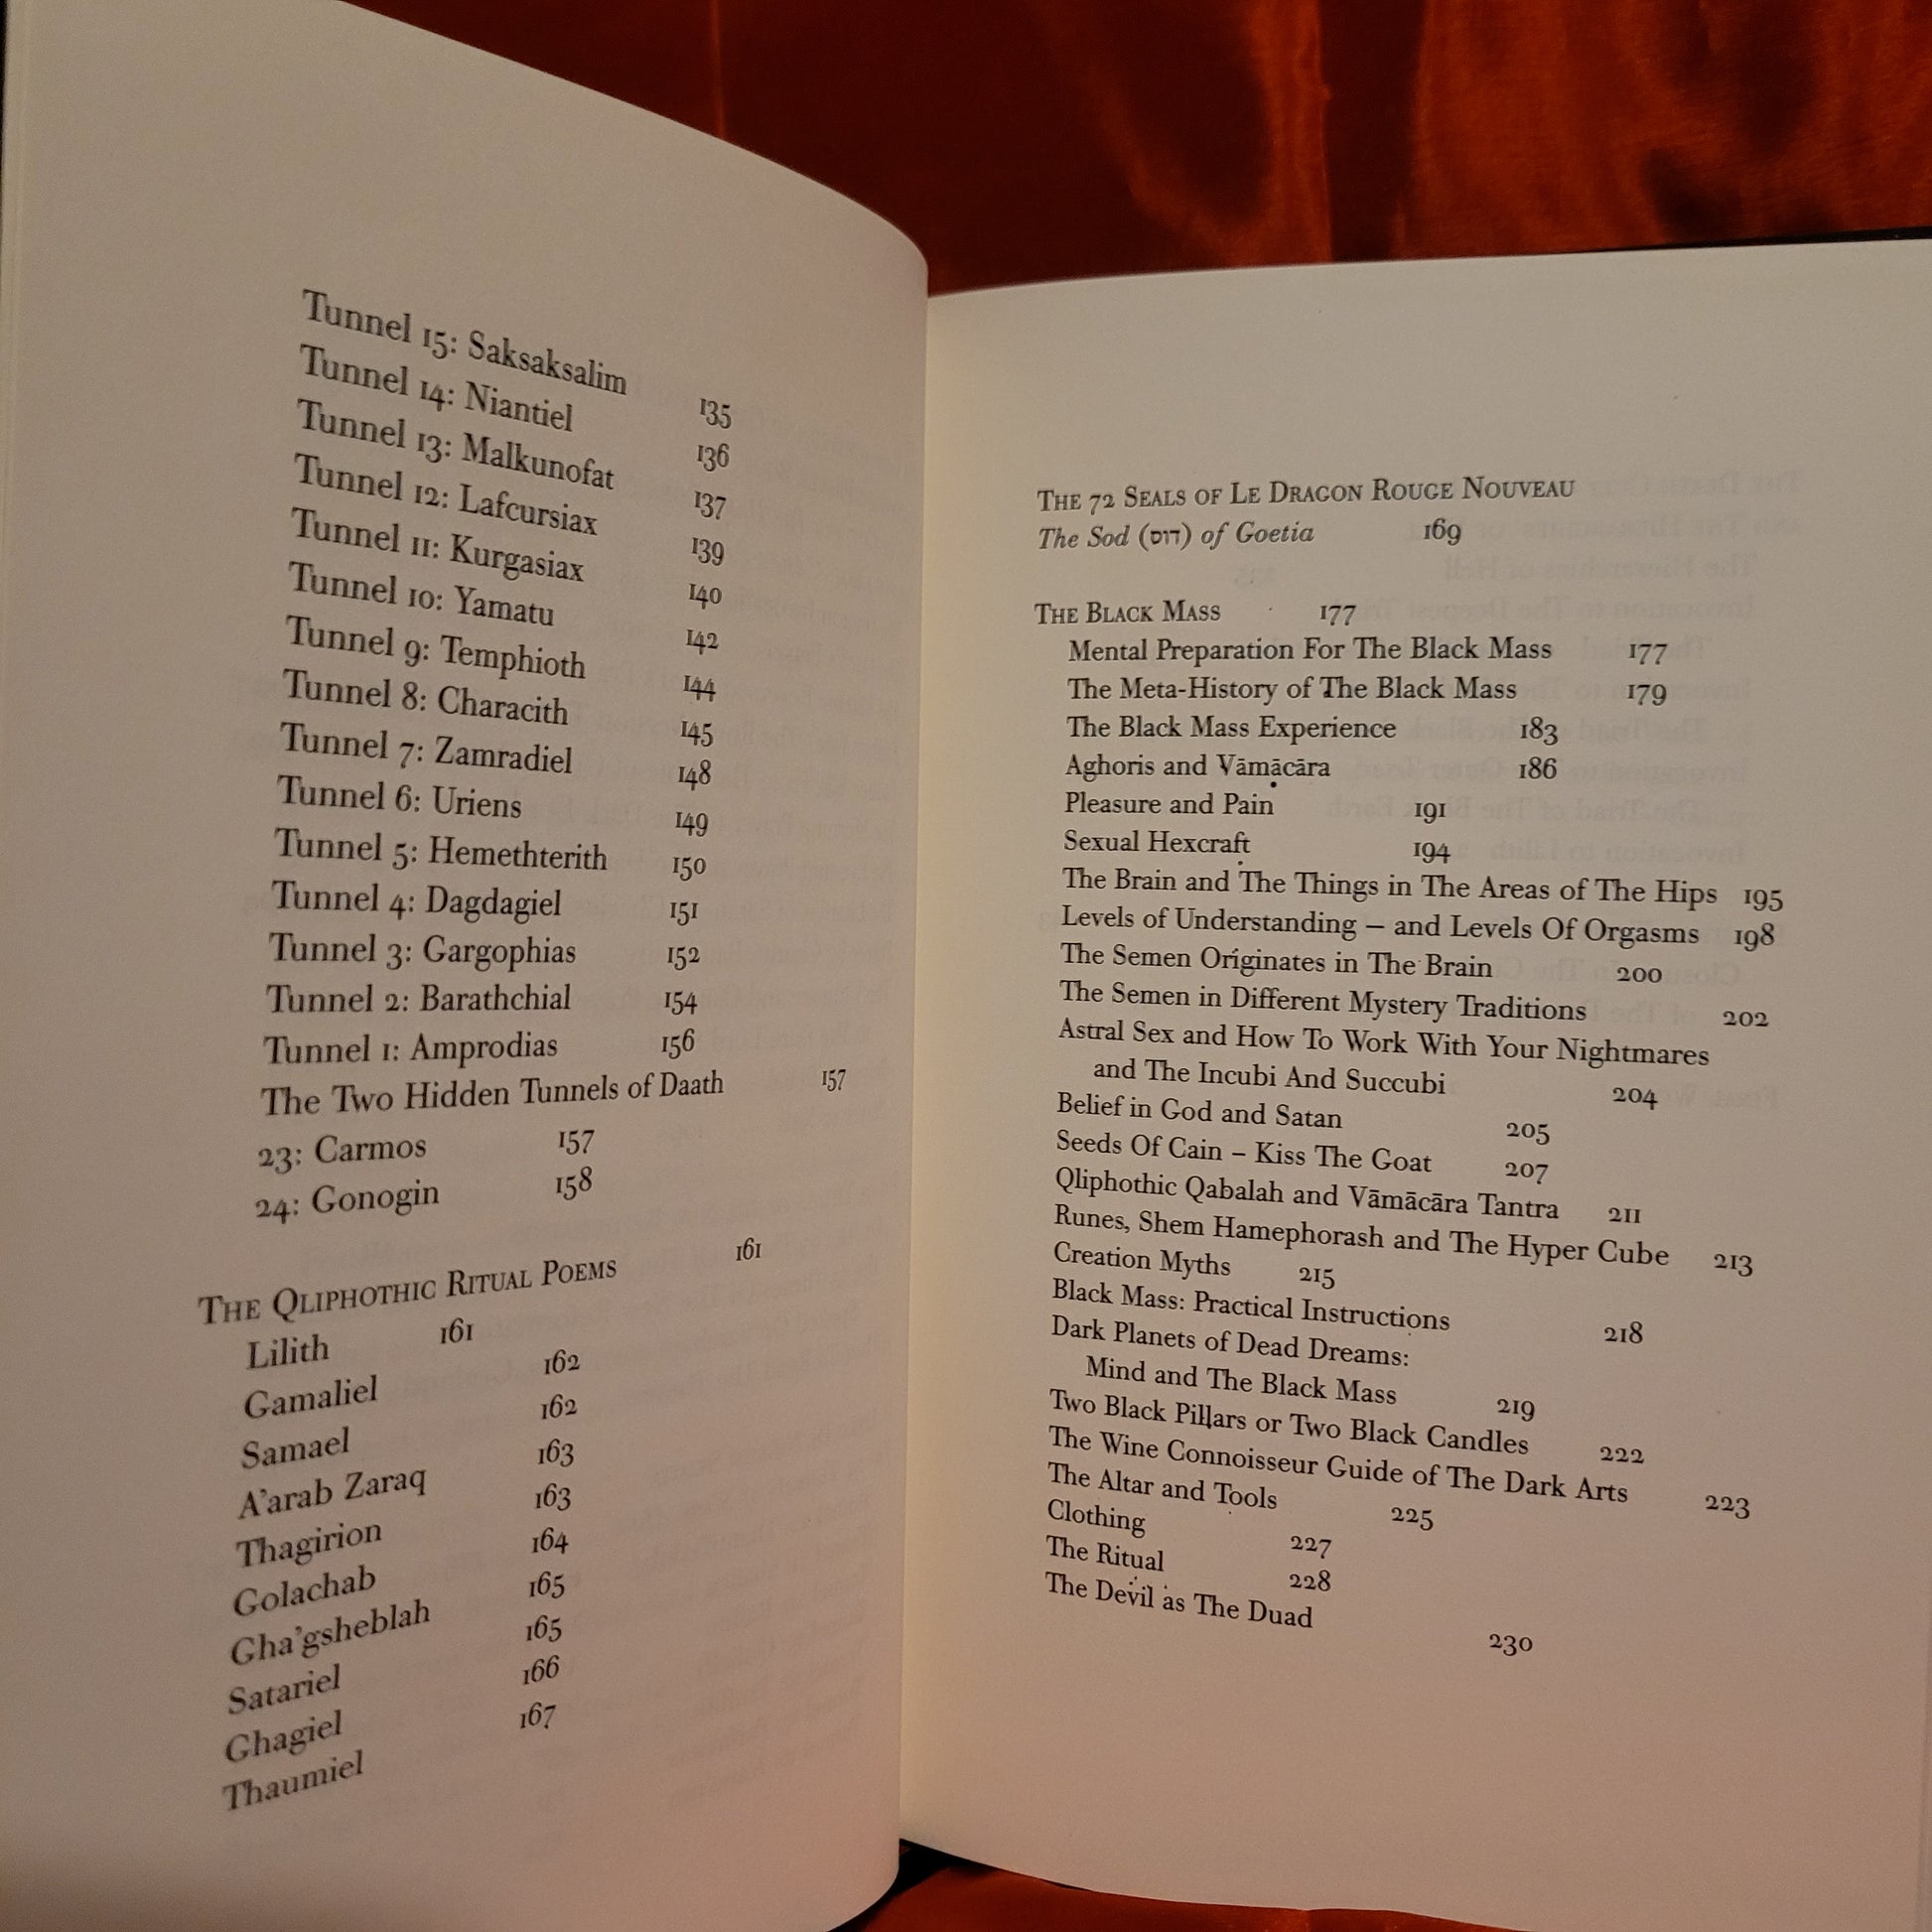 Tunnel 15: Saksaksalim 135
Tunnel 14: Niantiel 136
Tunnel 13: Malkunofat 137
Tunnel 12: Lafcursiax 139
Tunnel 11: Kurgasiax 140
Tunnel 10: Yamatu 142
Tunnel 9: Temphioth 144
Tunnel 8: Characith 145
Tunnel 7: Zamradiel 148
Tunnel 6: Uriens 149
Tunnel 5: Hemethterith 150
Tunnel 4: Dagdagiel 151
Tunnel 3: Gargophias 152
Tunnel 2: Barathchial 154
Tunnel 1: Amprodias 156
The Two Hidden Tunnels of Daath 157
23: Carmos 157
24: Gonogin 158
THE QLIPHOTHIC RITUAL POEMS 161
Lilith 161
Gamaliel 162
Samael 162
A'arab Zaraq 163
Thagirion 163
Golachab 164
Gha'gsheblah 165
Satariel 165
Ghagiel 166
Thaumiel 167
THE 72 SEALS OF LE DRAGON ROUGE NOUVEAU
The Sod (דוס) of Goetia 169
THE BLACK MASS 177
Mental Preparation For The Black Mass 177
The Meta-History of The Black Mass 179
The Black Mass Experience 183
Aghoris and Vāmācāra 186
Pleasure and Pain 191
Sexual Hexcraft 194
The Brain and The Things in The Areas of The Hips 195
Levels of Understanding – and Levels Of Orgasms 198
The Semen Originates in The Brain 200
The Semen in Different Mystery Traditions 202
Astral Sex and How To Work With Your Nightmares
and The Incubi And Succubi 204
Belief in God and Satan 205
Seeds Of Cain – Kiss The Goat 207
Qliphothic Qabalah and Vāmācāra Tantra 211
Runes, Shem Hamephorash and The Hyper Cube 213
Creation Myths 215
Black Mass: Practical Instructions 218
Dark Planets of Dead Dreams:
Mind and The Black Mass 219
Two Black Pillars or Two Black Candles 222
The Wine Connoisseur Guide of The Dark Arts 223
The Altar and Tools 225
Clothing 227
The Ritual 228
The Devil as The Duad 230